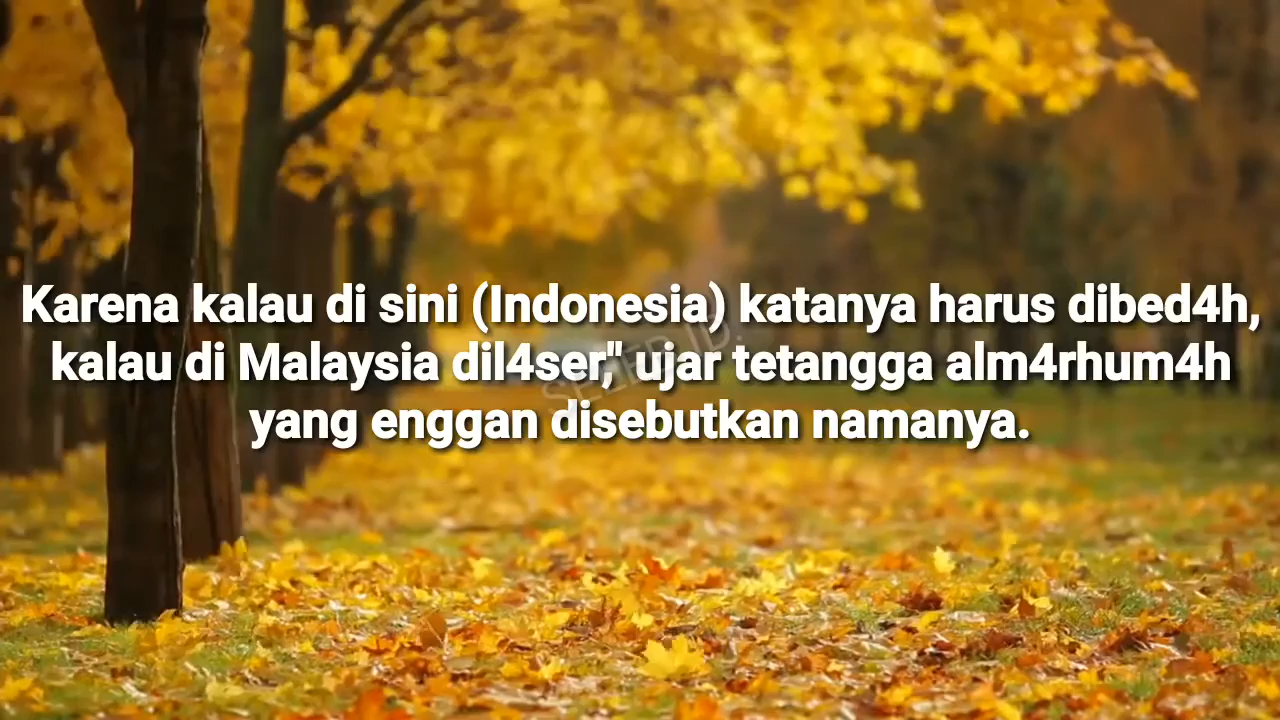 Karena kalau di sini (Indonesia) katanya harus dibed4h,
kalau di Malaysia dil4ser," ujar tetangga alm4rhum4h
yang enggan disebutkan namanya.